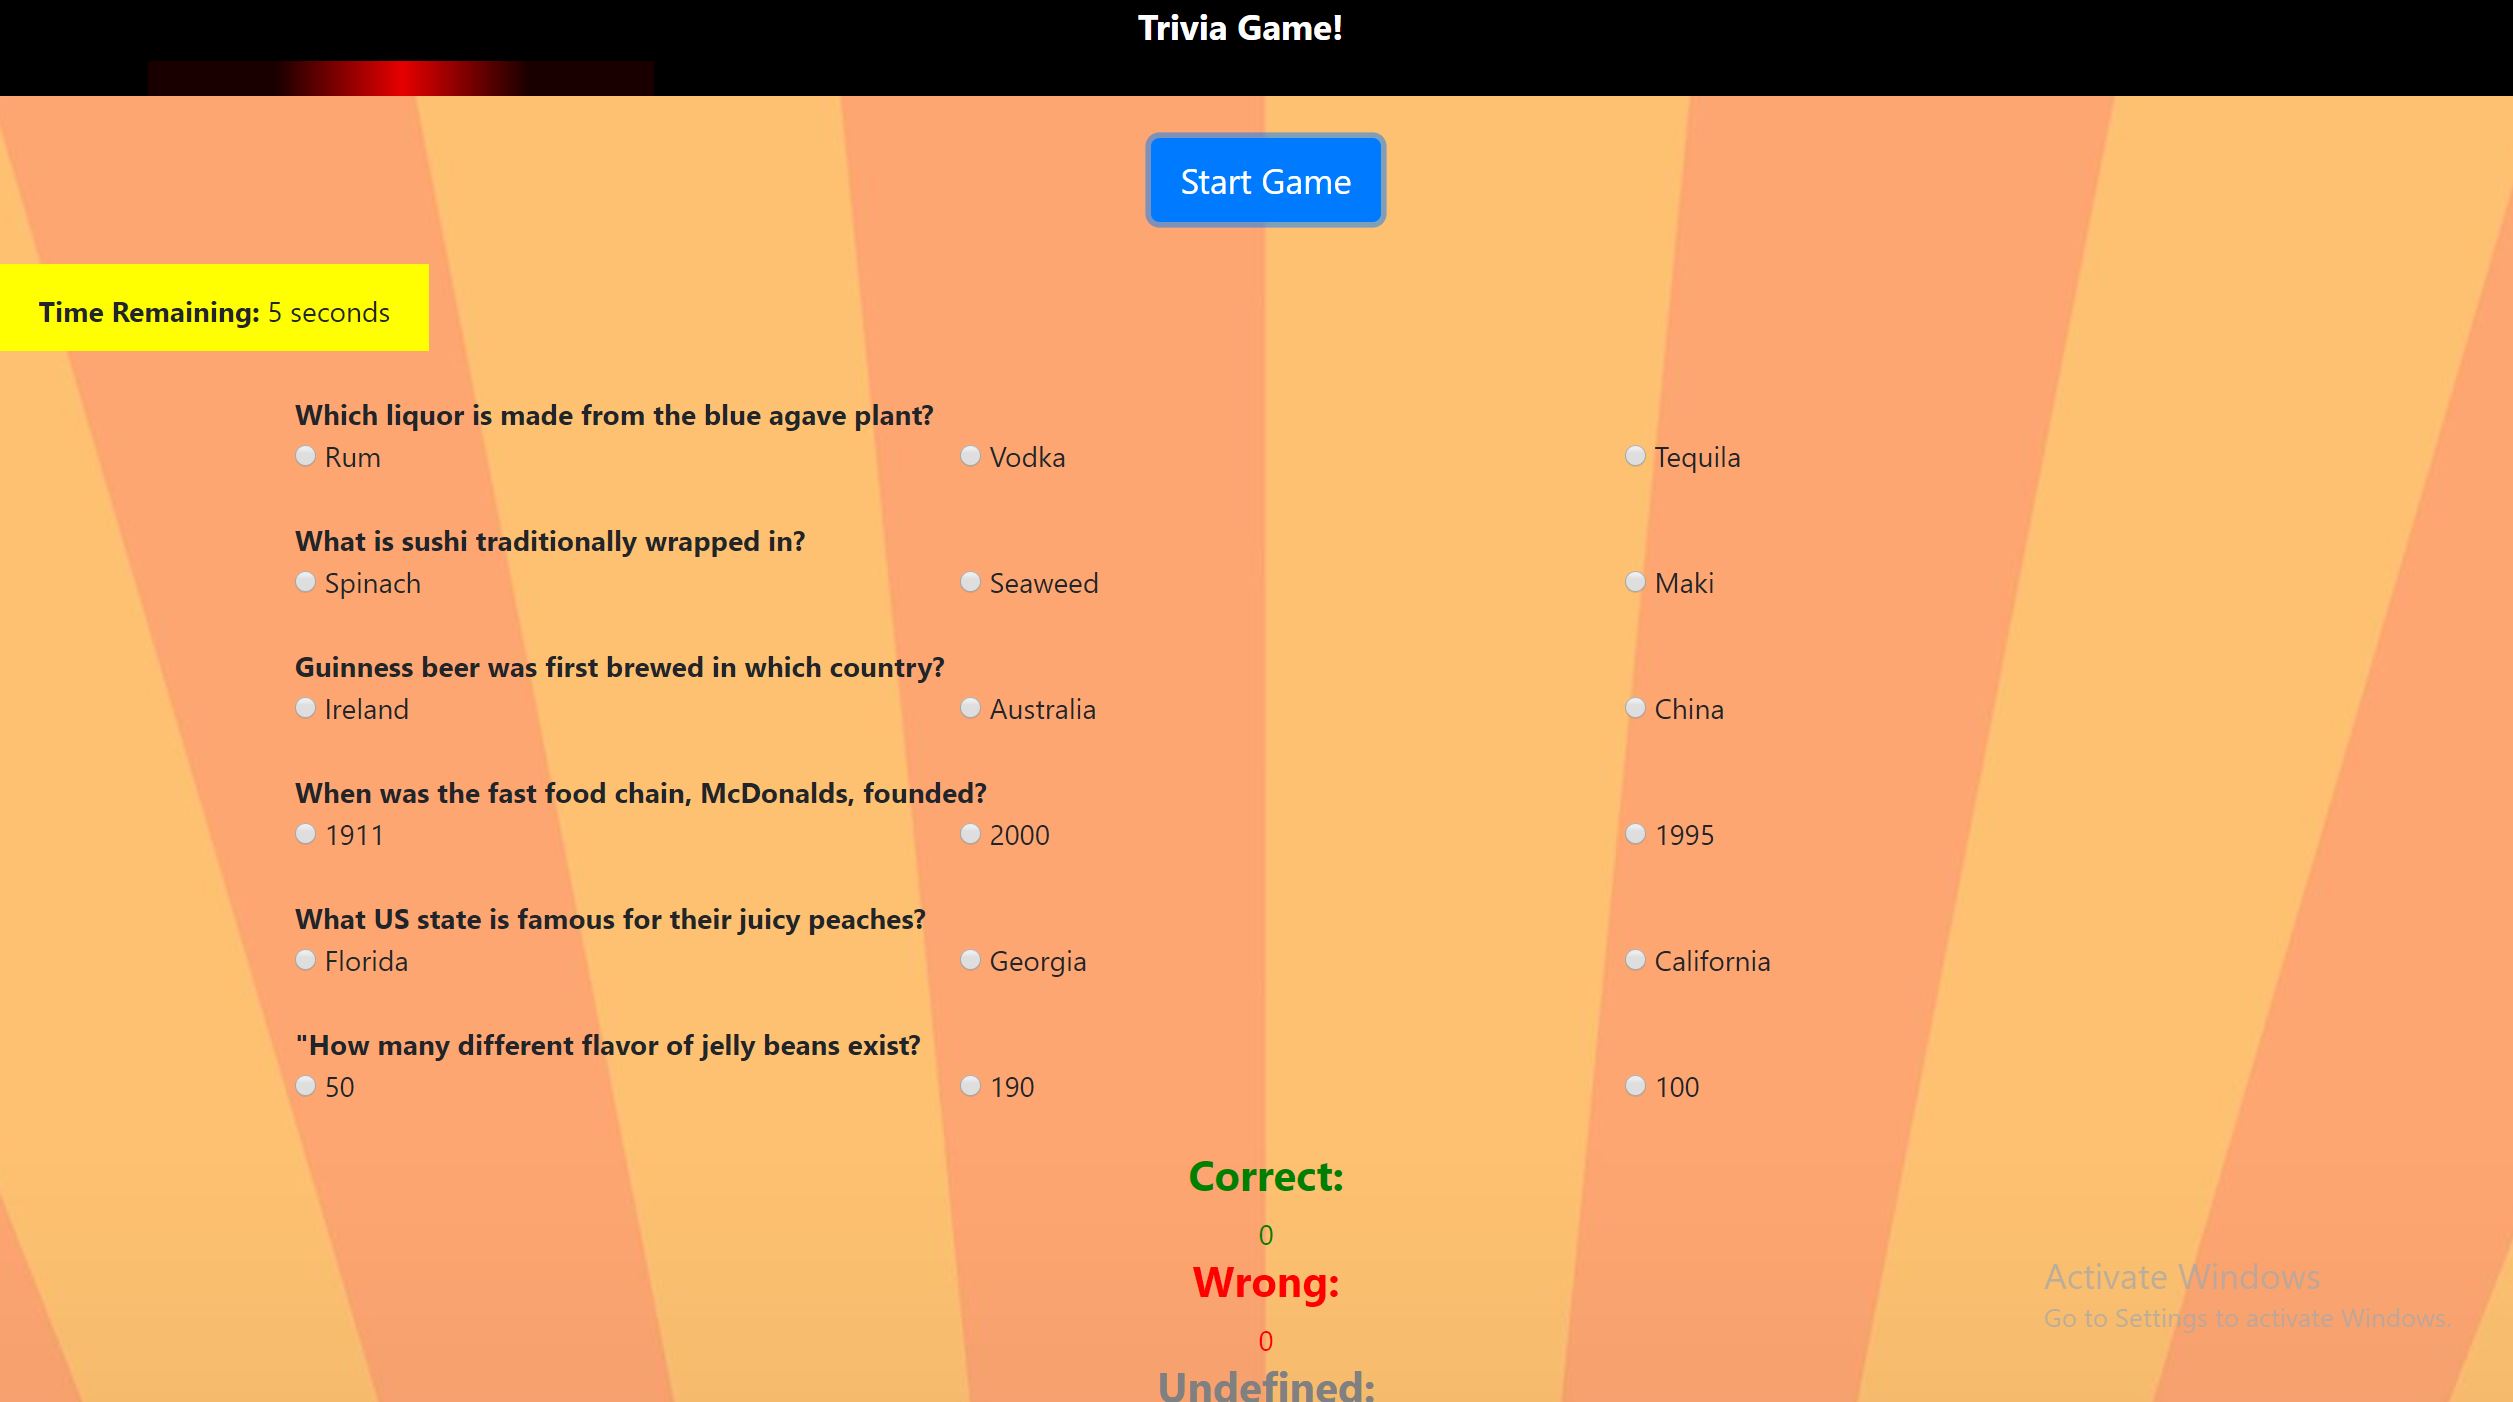 Trivia Game!
Start Game
Time Remaining: 5 seconds
Which liquor is made from the blue agave plant?
Rum Vodka Tequila
What is sushi traditionally wrapped in?
Spinach Seaweed Maki
Guinness beer was first brewed in which country?
Ireland Australia China
When was the fast food chain, McDonalds, founded?
1911 2000 1995
What US state is famous for their juicy peaches?
Florida Georgia California
"How many different flavor of jelly beans exist?
50 190 100
Correct:
0
Wrong:
0
Undefined:
Activate Windows
Go to Settings to activate Windows.